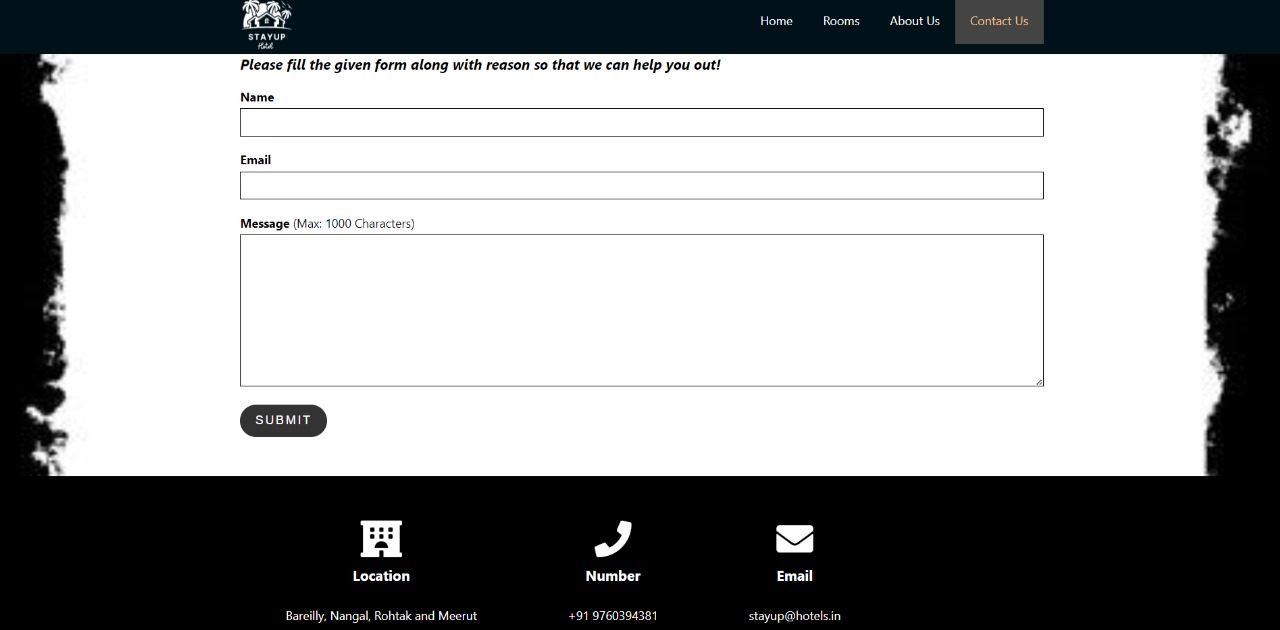 STAYUP
Hotel
Home
Rooms
About Us
Contact Us
Please fill the given form along with reason so that we can help you out!
Name
Email
Message (Max: 1000 Characters)
SUBMIT
Location
Number
Email
Bareilly, Nangal, Rohtak and Meerut
+91 9760394381
stayup@hotels.in